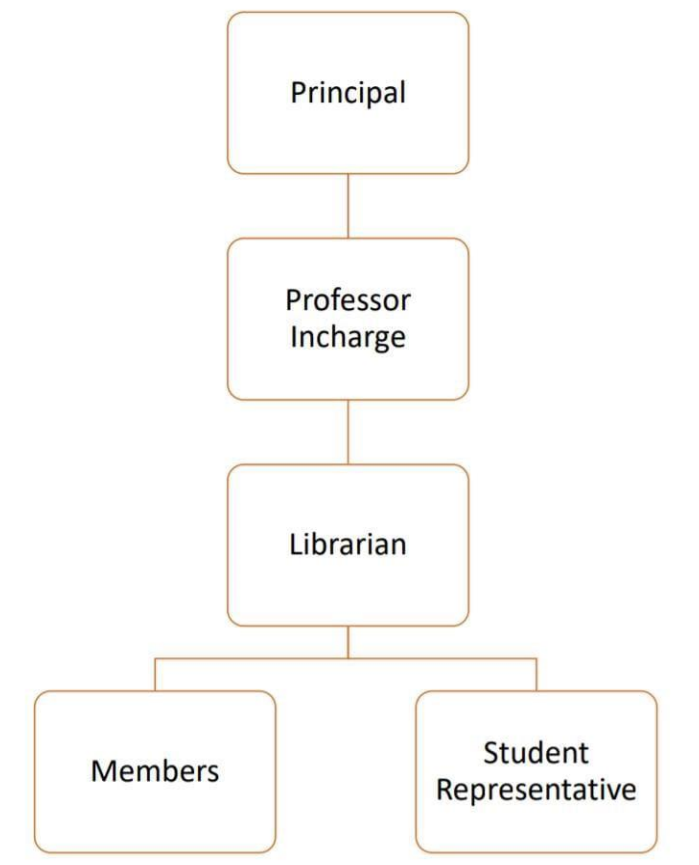 Principal
Professor
Incharge
Librarian
Members
Student
Representative